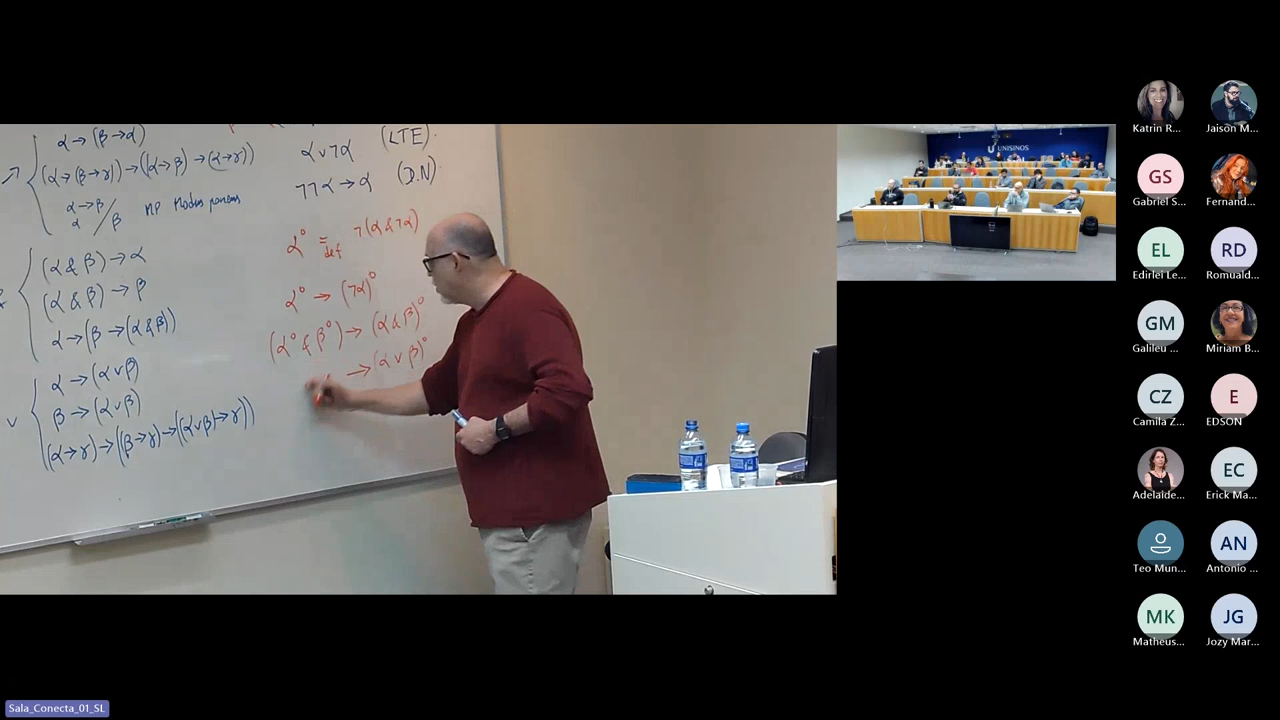 α → (β → α)
(α → (β → γ)) → ((α → β) → (α → γ))
α → β
α / β MP Modus ponens
(α & β) → α
(α & β) → β
α → (β → (α & β))
α → (α ∨ β)
β → (α ∨ β)
∨
(α → γ) → ((β → γ) → ((α ∨ β) → γ))
α ∨ ¬α (LTE).
¬¬α → α (D.N)
α° =def ¬(α & ¬α)
α° → (¬α)°
(α° & β°) → (α & β)°
→ (α ∨ β)°
UNISINOS
Katrin R...
Jaison M...
GS
Gabriel S...
Fernand...
EL
Edirlei Le...
RD
Romuald...
GM
Galileu ...
Miriam B...
CZ
Camila Z...
E
EDSON
Adelaide...
EC
Erick Ma...
Teo Mun...
AN
Antonio ...
MK
Matheus...
JG
Jozy Mar...
Sala_Conecta_01_SL